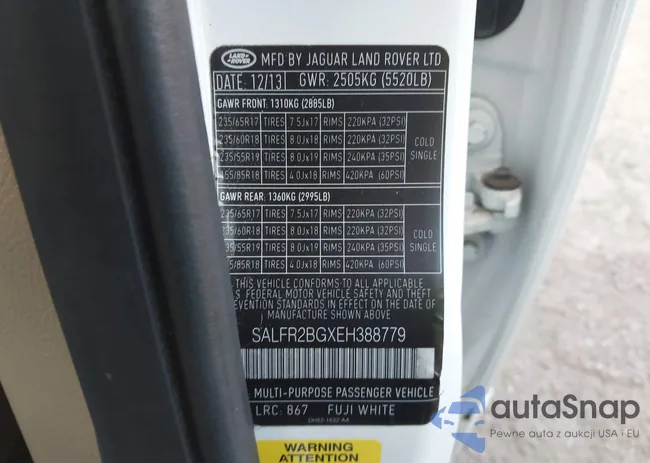 LAND ROVER
MFD BY JAGUAR LAND ROVER LTD
DATE: 12/13 GWR: 2505KG (5520LB)
GAWR FRONT: 1310KG (2885LB)
235/65R17 TIRES 7.5Jx17 RIMS 220KPA (32PSI)
235/60R18 TIRES 8.0Jx18 RIMS 220KPA (32PSI)
235/55R19 TIRES 8.0Jx19 RIMS 240KPA (35PSI)
155/85R18 TIRES 4.0Jx18 RIMS 420KPA (60PSI)
COLD SINGLE
GAWR REAR: 1360KG (2995LB)
235/65R17 TIRES 7.5Jx17 RIMS 220KPA (32PSI)
35/60R18 TIRES 8.0Jx18 RIMS 220KPA (32PSI)
35/55R19 TIRES 8.0Jx19 RIMS 240KPA (35PSI)
5/85R18 TIRES 4.0Jx18 RIMS 420KPA (60PSI)
COLD SINGLE
THIS VEHICLE CONFORMS TO ALL APPLICABLE
S. FEDERAL MOTOR VEHICLE SAFETY AND THEFT
EVENTION STANDARDS IN EFFECT ON THE DATE
OF MANUFACTURE SHOWN ABOVE
SALFR2BGXEH388779
MULTI-PURPOSE PASSENGER VEHICLE
LRC: 867 FUJI WHITE
WARNING
ATTENTION
autaSnap
Pewne auta z aukcji USA i EU